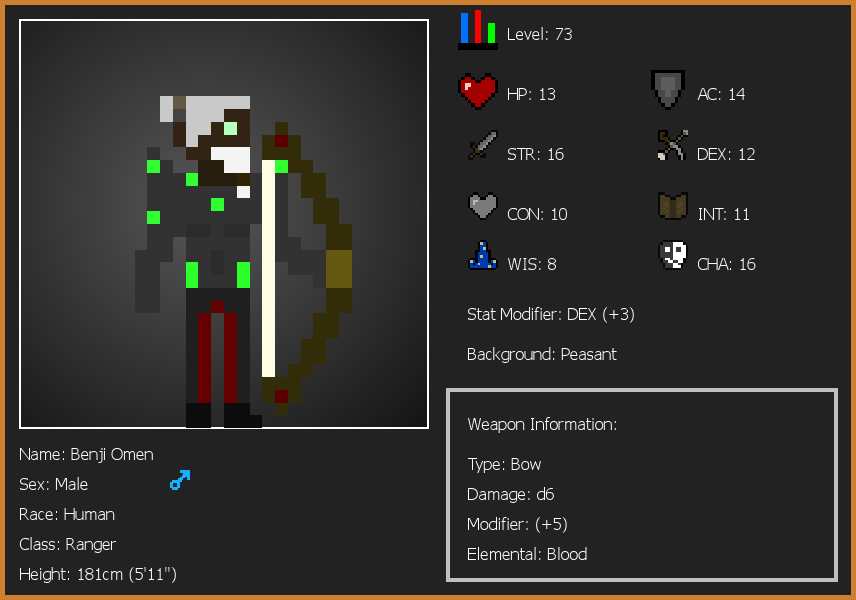 Level: 73
HP: 13
AC: 14
STR: 16
DEX: 12
CON: 10
INT: 11
WIS: 8
CHA: 16
Stat Modifier: DEX (+3)
Background: Peasant
Weapon Information:
Type: Bow
Damage: d6
Modifier: (+5)
Elemental: Blood
Name: Benji Omen
Sex: Male
Race: Human
Class: Ranger
Height: 181cm (5'11")